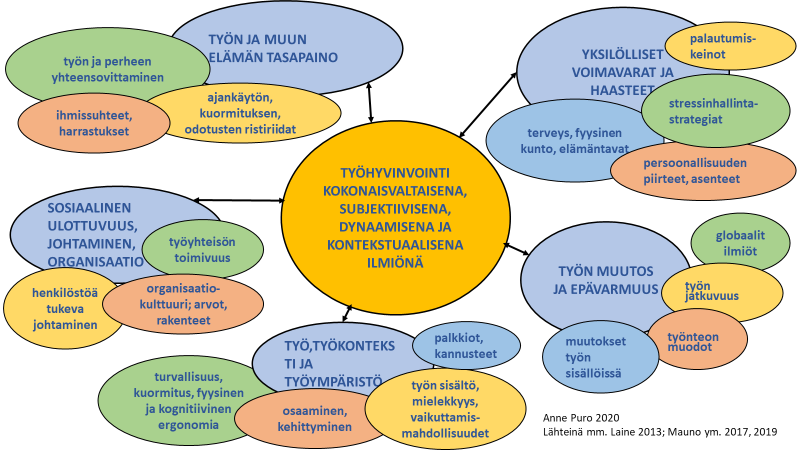 TYÖN JA MUUN
ELÄMÄN TASAPAINO
työn ja perheen
yhteensovittaminen
ihmissuhteet,
harrastukset
ajankäytön,
kuormituksen,
odotusten ristiriidat
YKSILÖLLISET
VOIMAVARAT JA
HAASTEET
palautumis-
keinot
stressinhallinta-
strategiat
terveys, fyysinen
kunto, elämäntavat
persoonallisuuden
piirteet, asenteet
TYÖHYVINVOINTI
KOKONAISVALTAISENA,
SUBJEKTIIVISENA,
DYNAAMISENA JA
KONTEKSTUAALISENA
ILMIÖNÄ
SOSIAALINEN
ULOTTUVUUS,
JOHTAMINEN,
ORGANISAATIO
työyhteisön
toimivuus
henkilöstöä
tukeva
johtaminen
organisaatio-
kulttuuri; arvot,
rakenteet
TYÖN MUUTOS
JA EPÄVARMUUS
globaalit
ilmiöt
työn
jatkuvuus
työnteon
muodot
muutokset
työn
sisällöissä
TYÖ,TYÖKONTEKS
TI JA
TYÖYMPÄRISTÖ
palkkiot,
kannusteet
turvallisuus,
kuormitus, fyysinen
ja kognitiivinen
ergonomia
osaaminen,
kehittyminen
työn sisältö,
mielekkyys,
vaikuttamis-
mahdollisuudet
Anne Puro 2020
Lähteinä mm. Laine 2013; Mauno ym. 2017, 2019